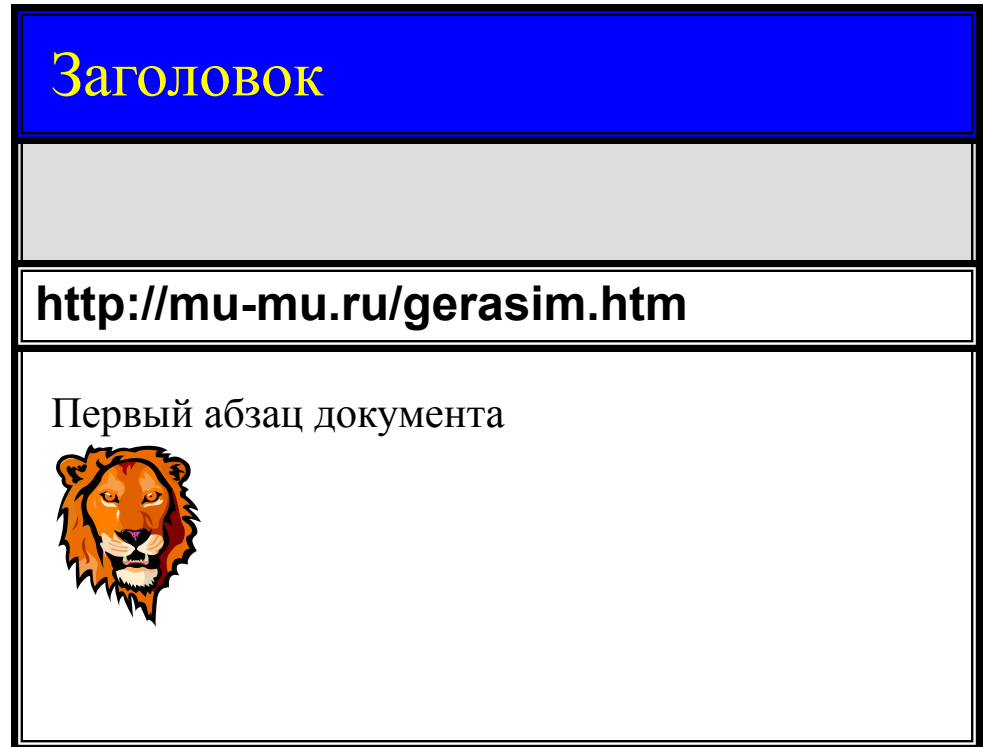 Заголовок
http://mu-mu.ru/gerasim.htm
Первый абзац документа